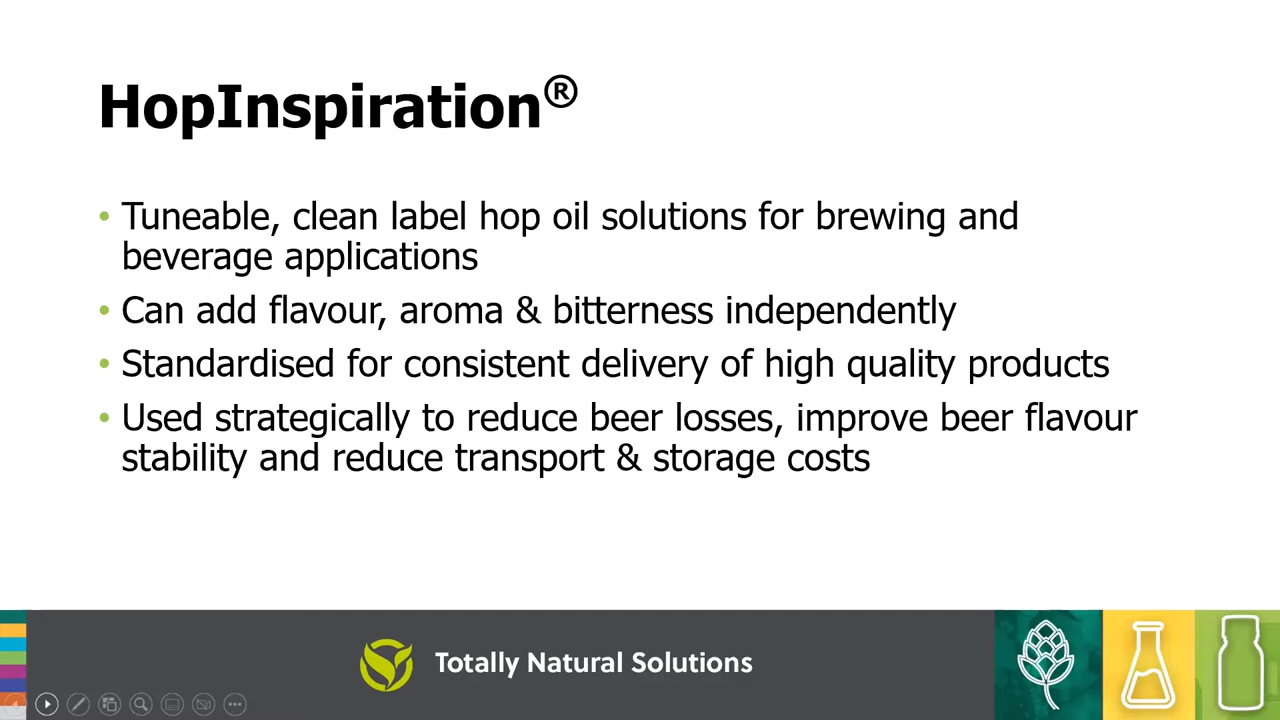 HopInspiration®
• Tuneable, clean label hop oil solutions for brewing and
beverage applications
• Can add flavour, aroma & bitterness independently
• Standardised for consistent delivery of high quality products
• Used strategically to reduce beer losses, improve beer flavour
stability and reduce transport & storage costs
Totally Natural Solutions